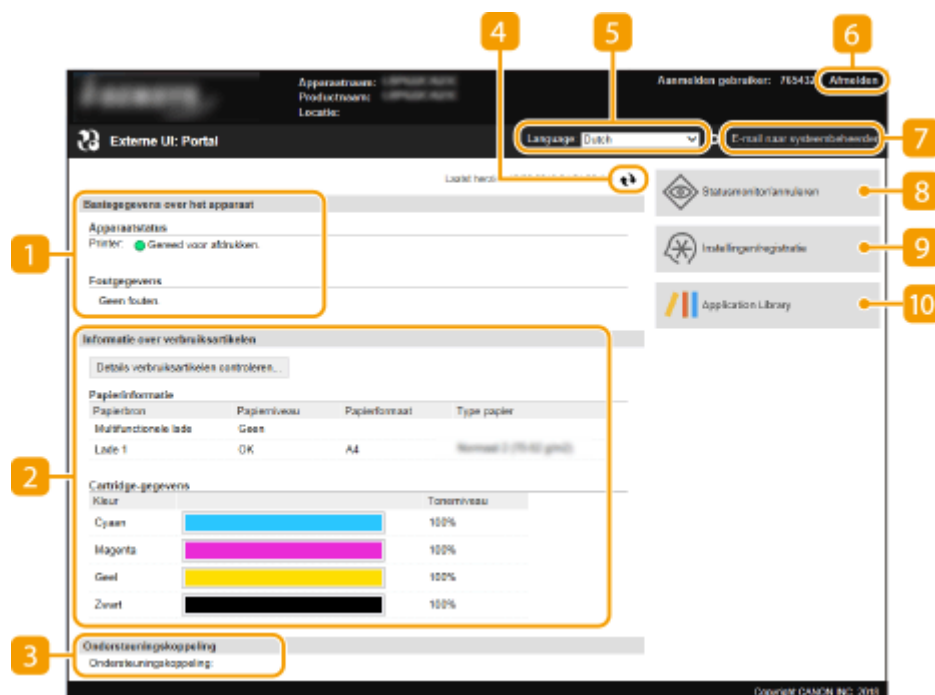 4 5 6
Apparaatnaam:
Productnaam:
Locatie:
Aanmelden gebruiker: 765432 Afmelden
Externe UI: Portal
Language Dutch
E-mail naar systeembeheerder
7
Statusmonitor/annuleren
8
Basisgegevens over het apparaat
1
Apparaatstatus
Printer: Gereed voor afdrukken.
Instellingen/registratie
9
Foutgegevens
Geen fouten.
Application Library
10
Informatie over verbruiksartikelen
Details verbruiksartikelen controleren...
Papierinformatie
Papierbron Papierniveau Papierformaat Type papier
Multifunctionele lade Geen
Lade 1 OK A4
2
Cartridge-gegevens
Kleur Tonerniveau
Cyaan 100%
Magenta 100%
Geel 100%
Zwart 100%
3
Ondersteuningskoppeling
Ondersteuningskoppeling:
Copyright CANON INC. 2018